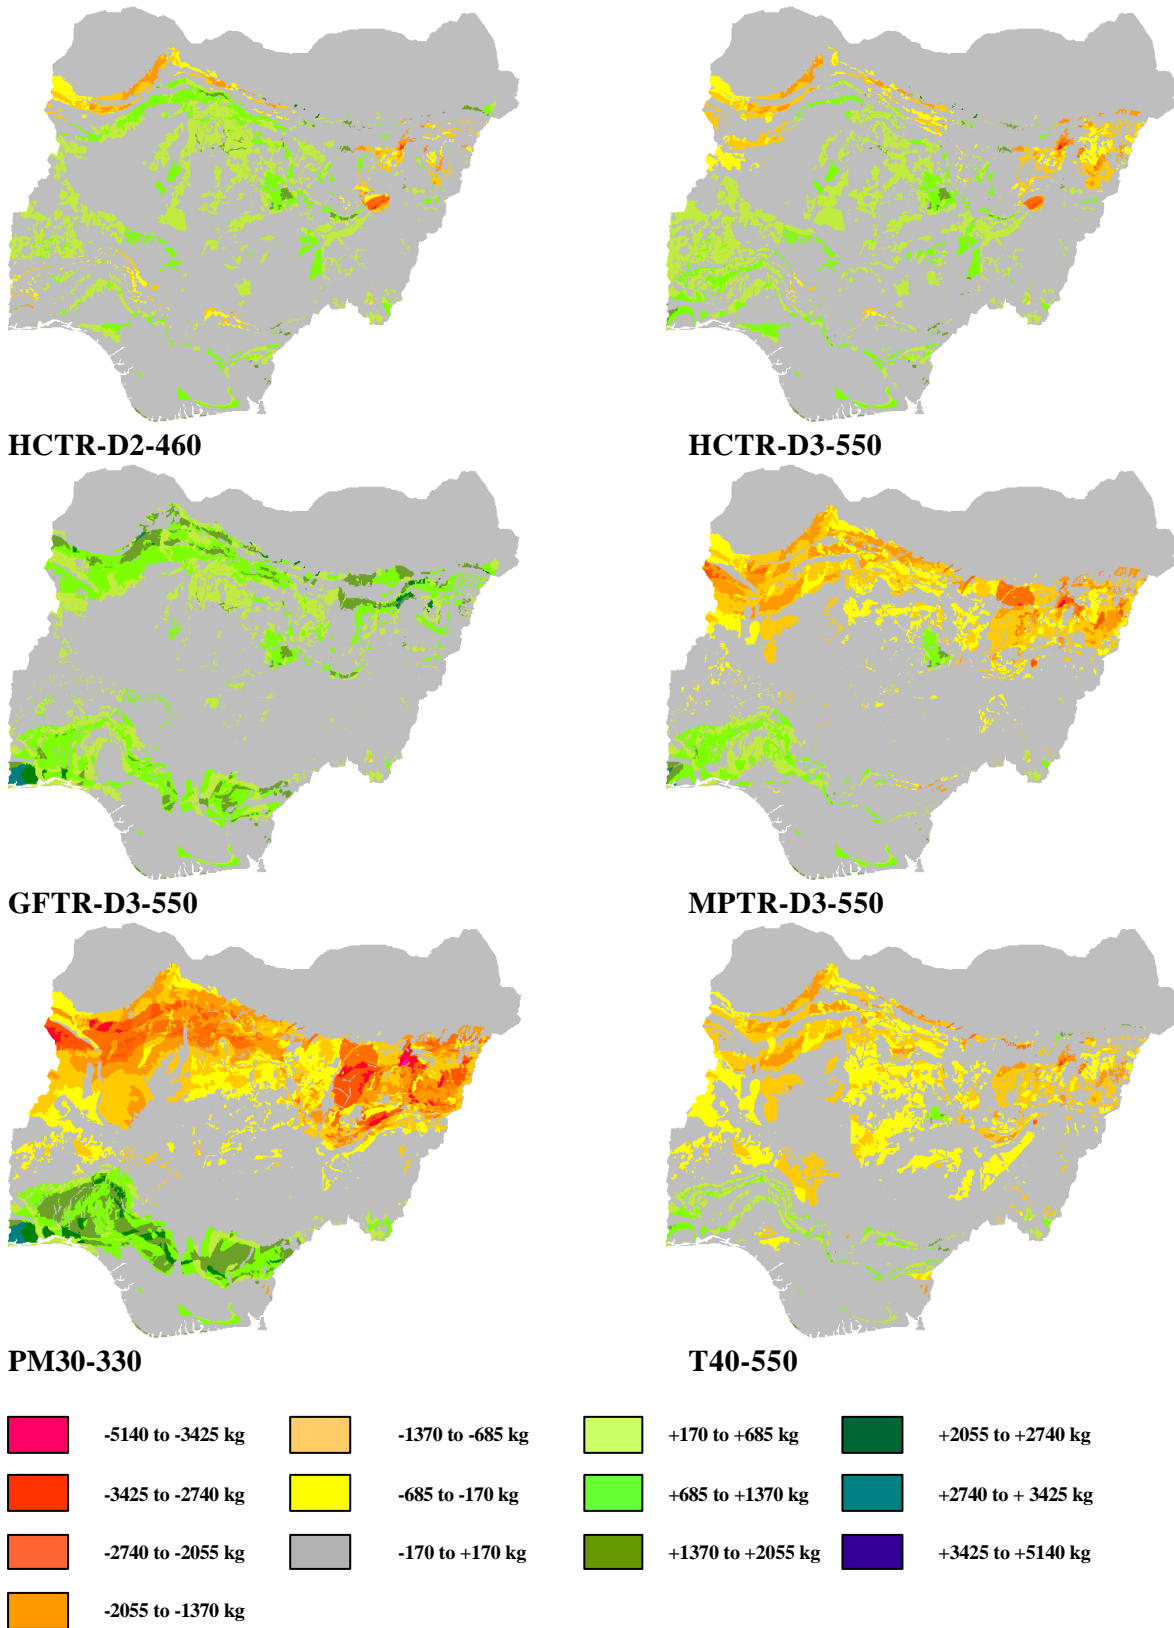 HCTR-D2-460 HCTR-D3-550
GFTR-D3-550 MPTR-D3-550
PM30-330 T40-550
-5140 to -3425 kg -1370 to -685 kg +170 to +685 kg +2055 to +2740 kg
-3425 to -2740 kg -685 to -170 kg +685 to +1370 kg +2740 to + 3425 kg
-2740 to -2055 kg -170 to +170 kg +1370 to +2055 kg +3425 to +5140 kg
-2055 to -1370 kg